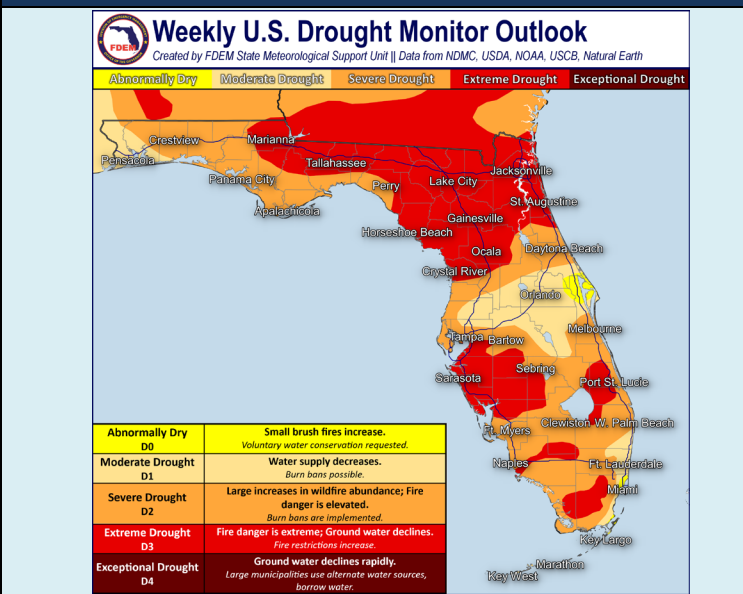 Weekly U.S. Drought Monitor Outlook
FDEM
Created by FDEM State Meteorological Support Unit || Data from NDMC, USDA, NOAA, USCB, Natural Earth
Abnormally Dry Moderate Drought Severe Drought Extreme Drought Exceptional Drought
Crestview
Marianna
Pensacola
Tallahassee
Jacksonville
Panama City
Perry
Lake City
Apalachicola
St. Augustine
Gainesville
Horseshoe Beach
Ocala
Daytona Beach
Crystal River
Orlando
Melbourne
Tampa
Bartow
Sebring
Sarasota
Port St. Lucie
Clewiston
W. Palm Beach
Ft. Myers
Naples
Ft. Lauderdale
Miami
Key Largo
Marathon
Key West
Abnormally Dry
D0
Small brush fires increase.
Voluntary water conservation requested.
Moderate Drought
D1
Water supply decreases.
Burn bans possible.
Severe Drought
D2
Large increases in wildfire abundance; Fire
danger is elevated.
Burn bans are implemented.
Extreme Drought
D3
Fire danger is extreme; Ground water declines.
Fire restrictions increase.
Exceptional Drought
D4
Ground water declines rapidly.
Large municipalities use alternate water sources,
borrow water.